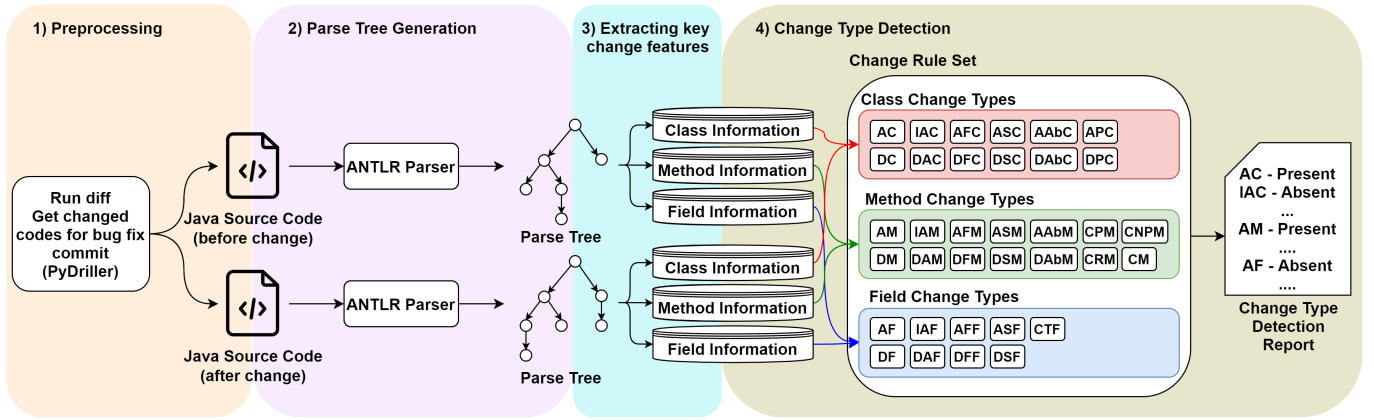 1) Preprocessing
Run diff
Get changed
codes for bug fix
commit
(PyDriller)
Java Source Code
(before change)
Java Source Code
(after change)
2) Parse Tree Generation
ANTLR Parser
Parse Tree
ANTLR Parser
Parse Tree
3) Extracting key
change features
Class Information
Method Information
Field Information
Class Information
Method Information
Field Information
4) Change Type Detection
Change Rule Set
Class Change Types
AC IAC AFC ASC AAbC APC
DC DAC DFC DSC DAbC DPC
Method Change Types
AM IAM AFM ASM AAbM CPM CNPM
DM DAM DFM DSM DAbM CRM CM
Field Change Types
AF IAF AFF ASF CTF
DF DAF DFF DSF
AC - Present
IAC - Absent
...
AM - Present
....
AF - Absent
....
Change Type
Detection
Report